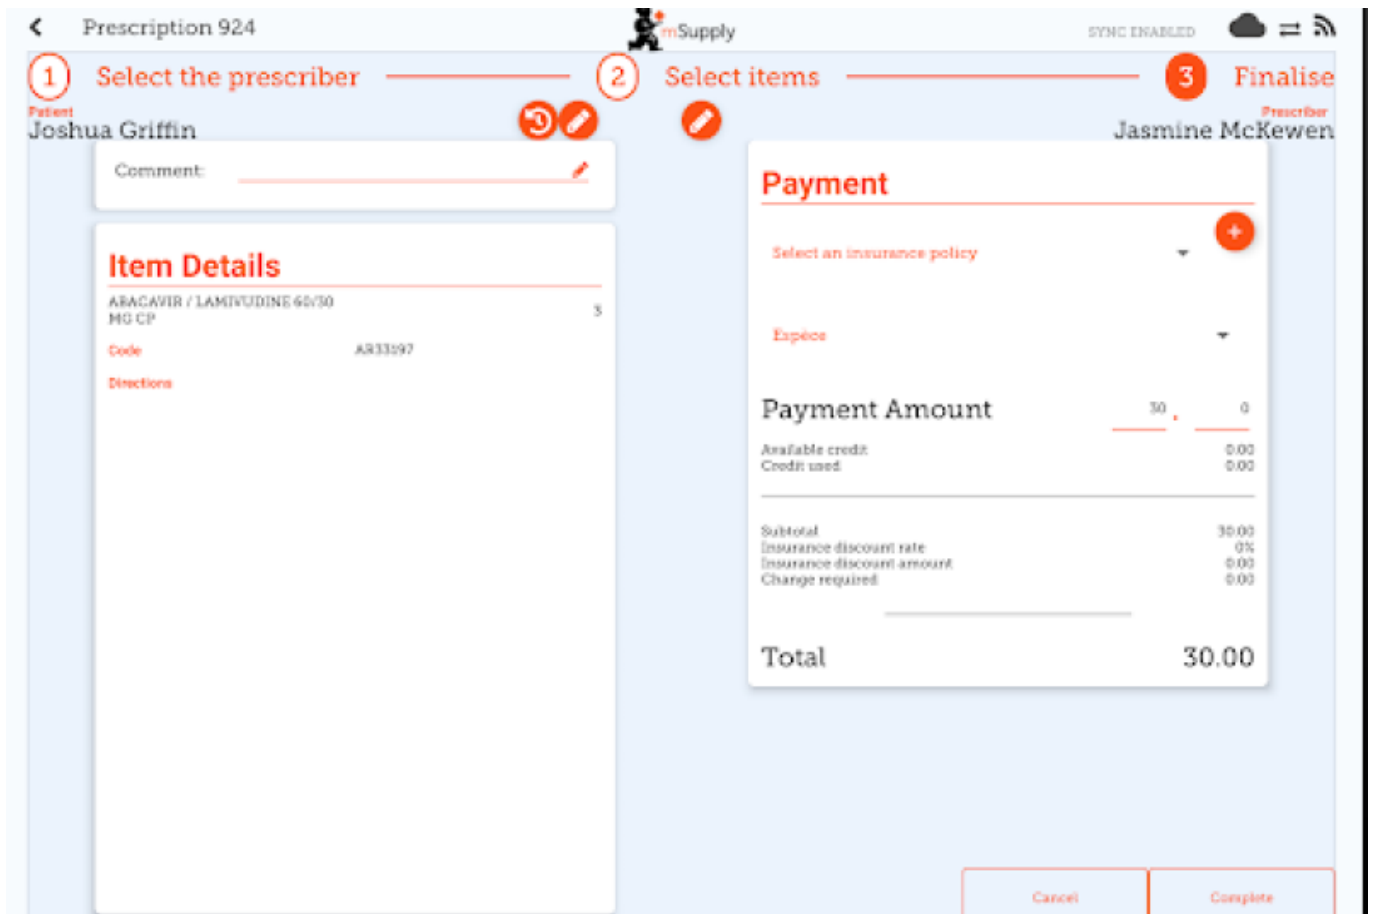 Prescription 924
mSupply
SYNC ENABLED
1 Select the prescriber
2 Select items
3 Finalise
Patient
Joshua Griffin
Prescriber
Jasmine McKewen
Comment:
Item Details
ABACAVIR / LAMIVUDINE 60/30
MG CP
3
Code AR33197
Directions
Payment
Select an insurance policy
+
Espèce
Payment Amount 30 . 0
Available credit 0.00
Credit used 0.00
Subtotal 30.00
Insurance discount rate 0%
Insurance discount amount 0.00
Change required 0.00
Total 30.00
Cancel
Complete